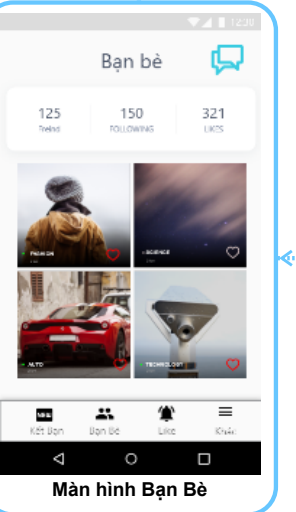 12:30
Bạn bè
125 150 321
FOLLOWING LIKES
FASHION SCIENCE
AUTO TECHNOLOGY
Kết Bạn Bạn Bè Like Khác
Màn hình Bạn Bè